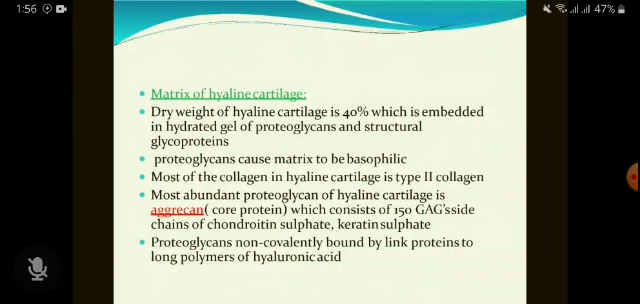 1:56
47%
Matrix of hyaline cartilage:
Dry weight of hyaline cartilage is 40% which is embedded
in hydrated gel of proteoglycans and structural
glycoproteins
proteoglycans cause matrix to be basophilic
Most of the collagen in hyaline cartilage is type II collagen
Most abundant proteoglycan of hyaline cartilage is
aggrecan( core protein) which consists of 150 GAG'sside
chains of chondroitin sulphate, keratin sulphate
Proteoglycans non-covalently bound by link proteins to
long polymers of hyaluronic acid